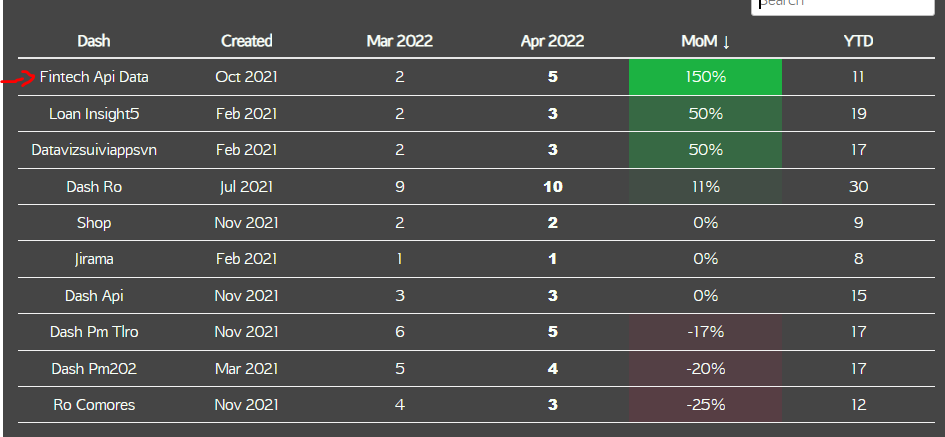 Search
Dash Created Mar 2022 Apr 2022 MoM ↓ YTD
Fintech Api Data Oct 2021 2 5 150% 11
Loan Insight5 Feb 2021 2 3 50% 19
Datavizsuiviappsvn Feb 2021 2 3 50% 17
Dash Ro Jul 2021 9 10 11% 30
Shop Nov 2021 2 2 0% 9
Jirama Feb 2021 1 1 0% 8
Dash Api Nov 2021 3 3 0% 15
Dash Pm Tlro Nov 2021 6 5 -17% 17
Dash Pm202 Mar 2021 5 4 -20% 17
Ro Comores Nov 2021 4 3 -25% 12